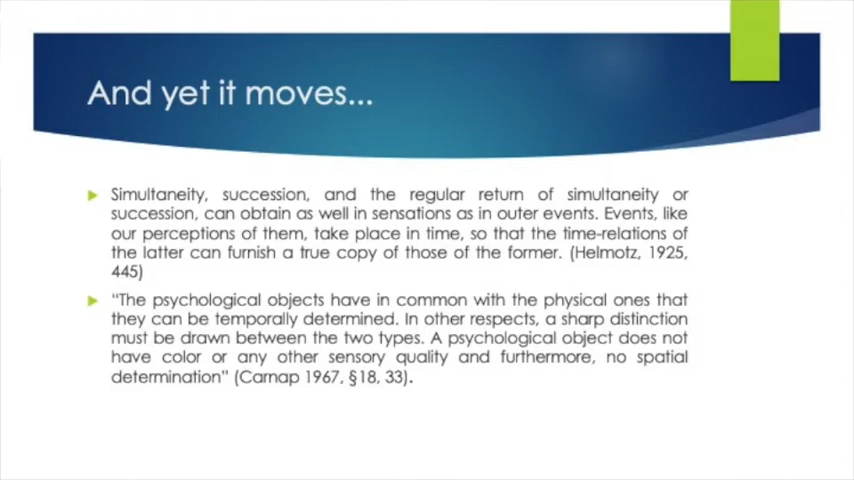 And yet it moves...
Simultaneity, succession, and the regular return of simultaneity or
succession, can obtain as well in sensations as in outer events. Events, like
our perceptions of them, take place in time, so that the time-relations of
the latter can furnish a true copy of those of the former. (Helmotz, 1925,
445)
"The psychological objects have in common with the physical ones that
they can be temporally determined. In other respects, a sharp distinction
must be drawn between the two types. A psychological object does not
have color or any other sensory quality and furthermore, no spatial
determination" (Carnap 1967, §18, 33).